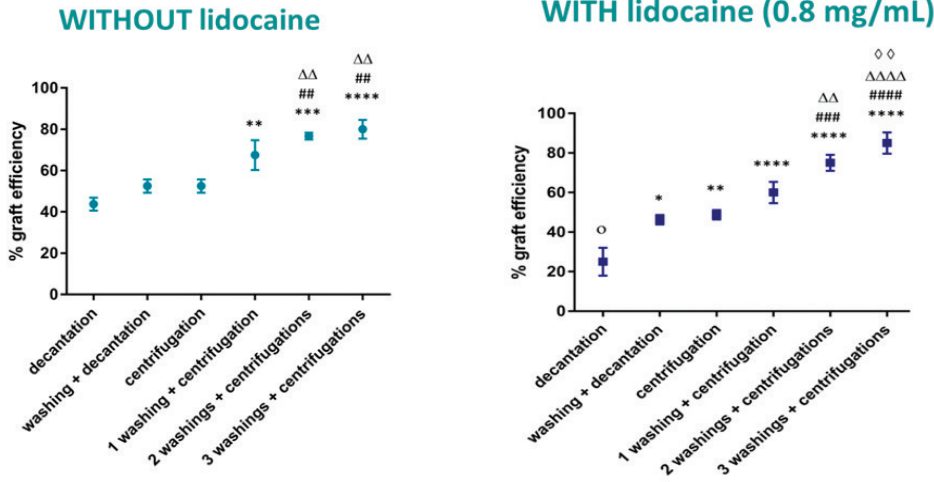 WITHOUT lidocaine
% graft efficiency
100
80
60
40
20
0
**
ΔΔ
##
***
ΔΔ
##
****
decantation
washing + decantation
centrifugation
1 washing + centrifugation
2 washings + centrifugations
3 washings + centrifugations
WITH lidocaine (0.8 mg/mL)
% graft efficiency
100
80
60
40
20
0
o
*
**
****
ΔΔ
###
****
◊ ◊
ΔΔΔΔ
####
****
decantation
washing + decantation
centrifugation
1 washing + centrifugation
2 washings + centrifugations
3 washings + centrifugations